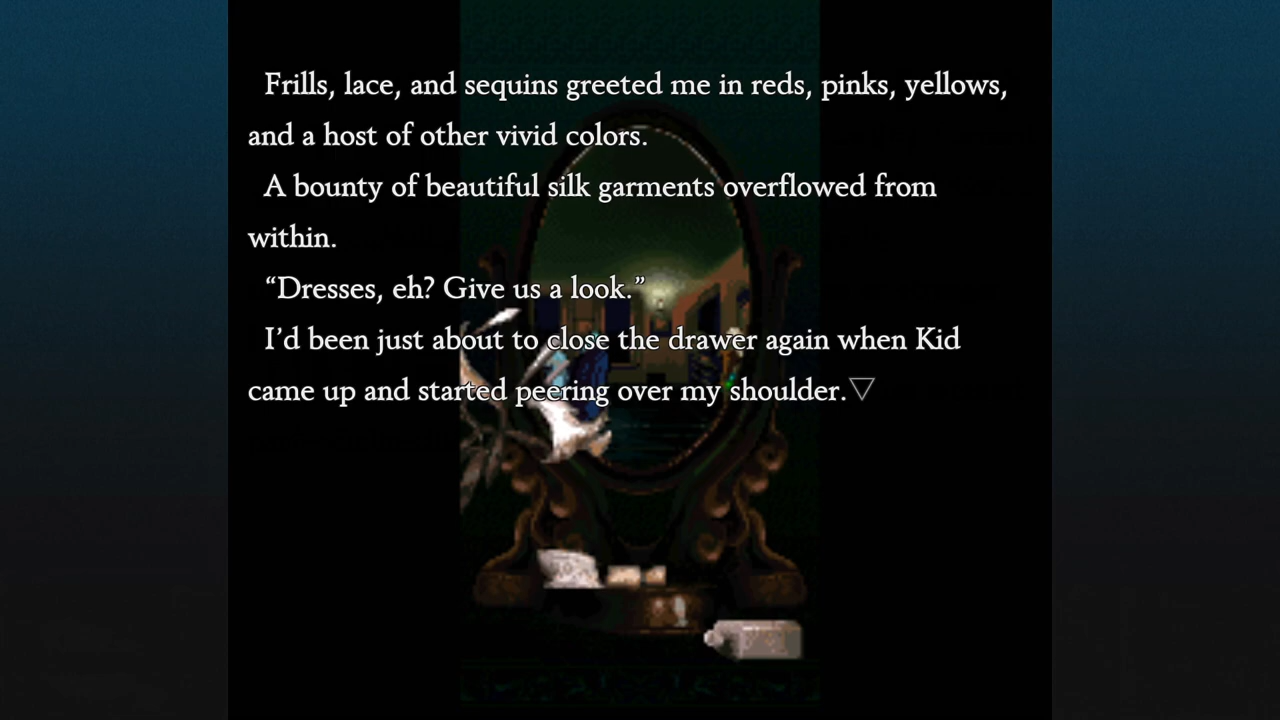 Frills, lace, and sequins greeted me in reds, pinks, yellows,
and a host of other vivid colors.
A bounty of beautiful silk garments overflowed from
within.
“Dresses, eh? Give us a look.”
I’d been just about to close the drawer again when Kid
came up and started peering over my shoulder.▽